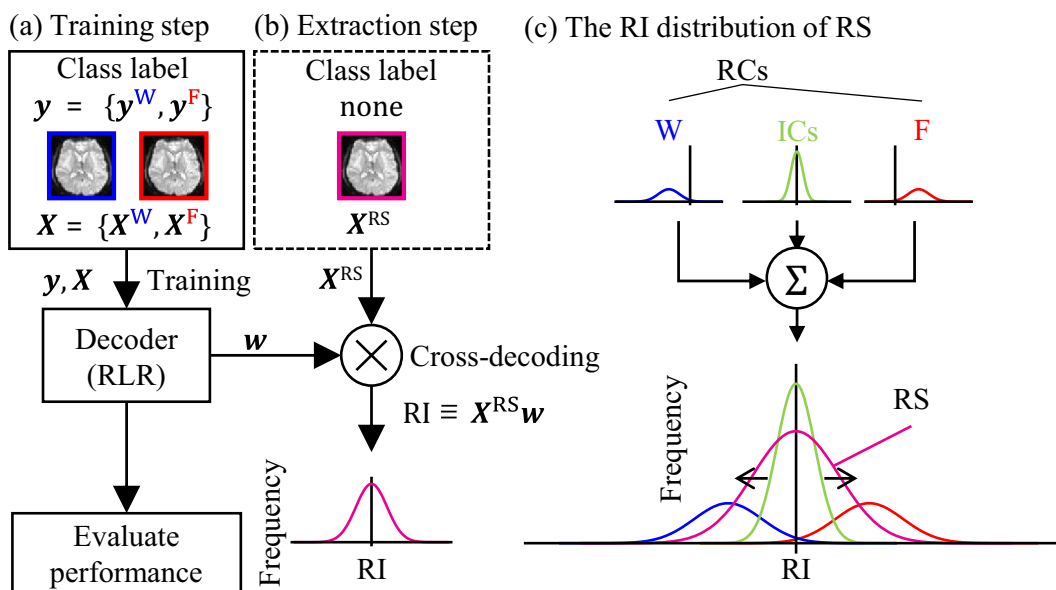 (a) Training step
Class label
y = {y^W, y^F}
X = {X^W, X^F}
y, X
Training
Decoder
(RLR)
w
Evaluate
performance
(b) Extraction step
Class label
none
X^RS
X^RS
Cross-decoding
RI ≡ X^RS w
Frequency
RI
(c) The RI distribution of RS
RCs
W
ICs
F
Σ
Frequency
RS
RI